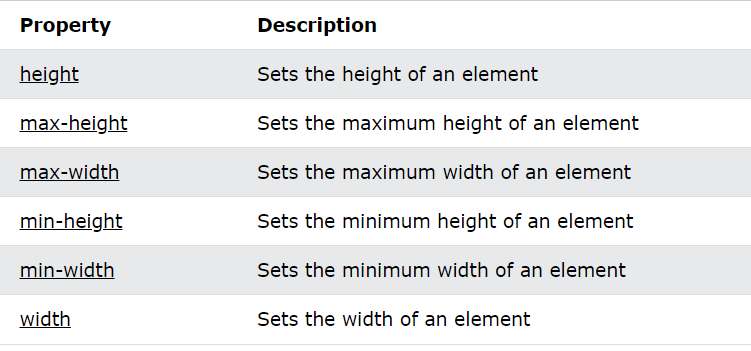 Property Description
height Sets the height of an element
max-height Sets the maximum height of an element
max-width Sets the maximum width of an element
min-height Sets the minimum height of an element
min-width Sets the minimum width of an element
width Sets the width of an element